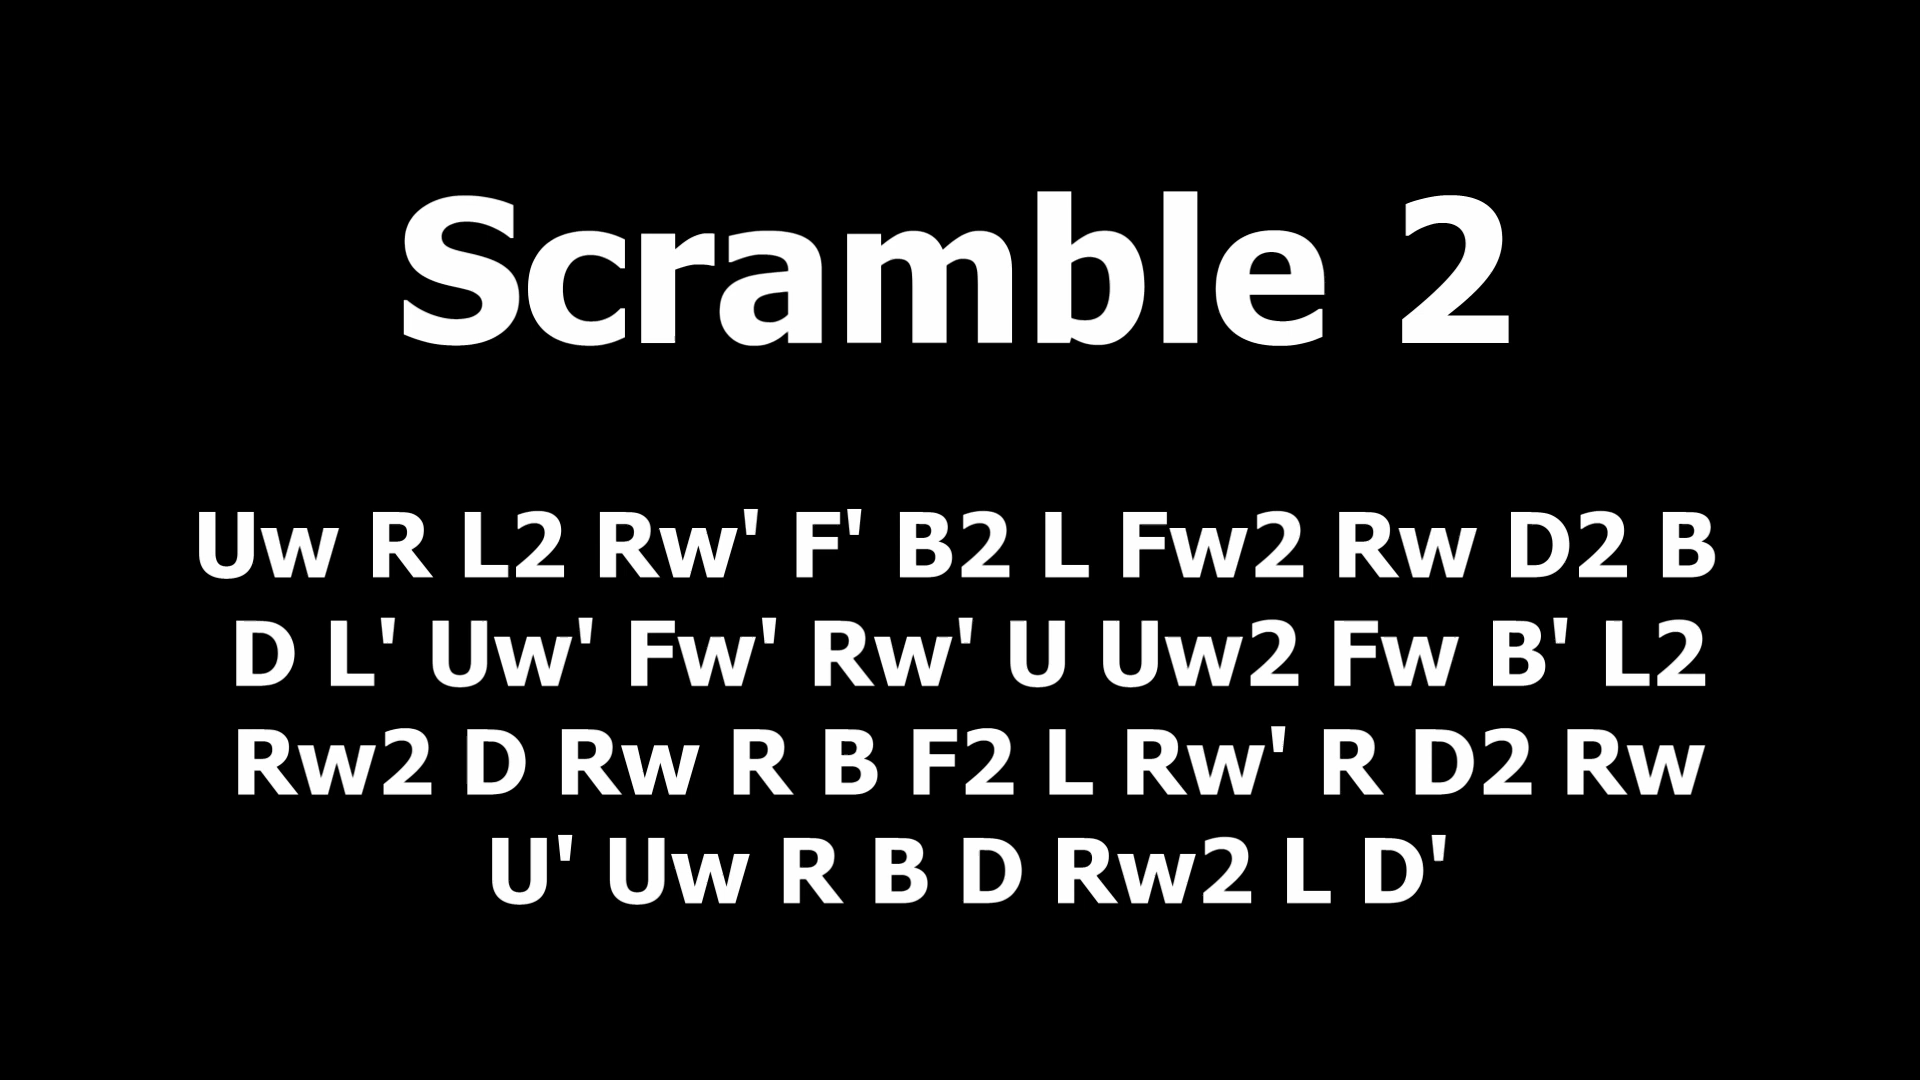 Scramble 2
Uw R L2 Rw' F' B2 L Fw2 Rw D2 B
D L' Uw' Fw' Rw' U Uw2 Fw B' L2
Rw2 D Rw R B F2 L Rw' R D2 Rw
U' Uw R B D Rw2 L D'